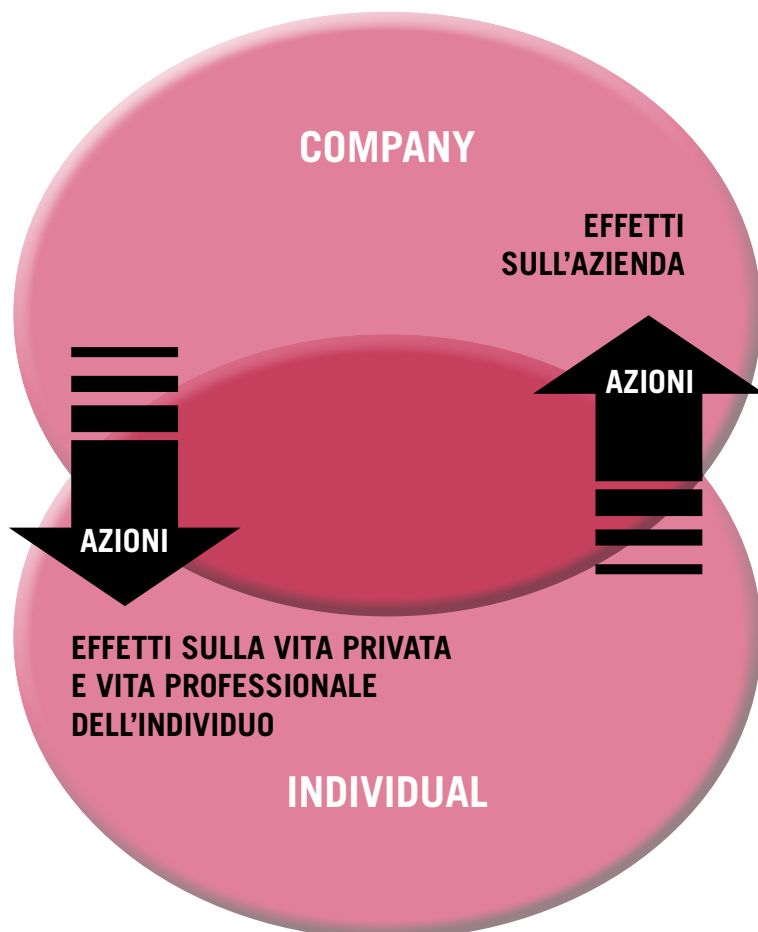 COMPANY
EFFETTI
SULL'AZIENDA
AZIONI
AZIONI
EFFETTI SULLA VITA PRIVATA
E VITA PROFESSIONALE
DELL'INDIVIDUO
INDIVIDUAL